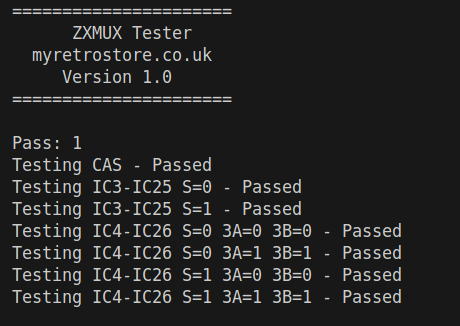 ======================
ZXMUX Tester
myretrostore.co.uk
Version 1.0
======================
Pass: 1
Testing CAS - Passed
Testing IC3-IC25 S=0 - Passed
Testing IC3-IC25 S=1 - Passed
Testing IC4-IC26 S=0 3A=0 3B=0 - Passed
Testing IC4-IC26 S=0 3A=1 3B=1 - Passed
Testing IC4-IC26 S=1 3A=0 3B=0 - Passed
Testing IC4-IC26 S=1 3A=1 3B=1 - Passed